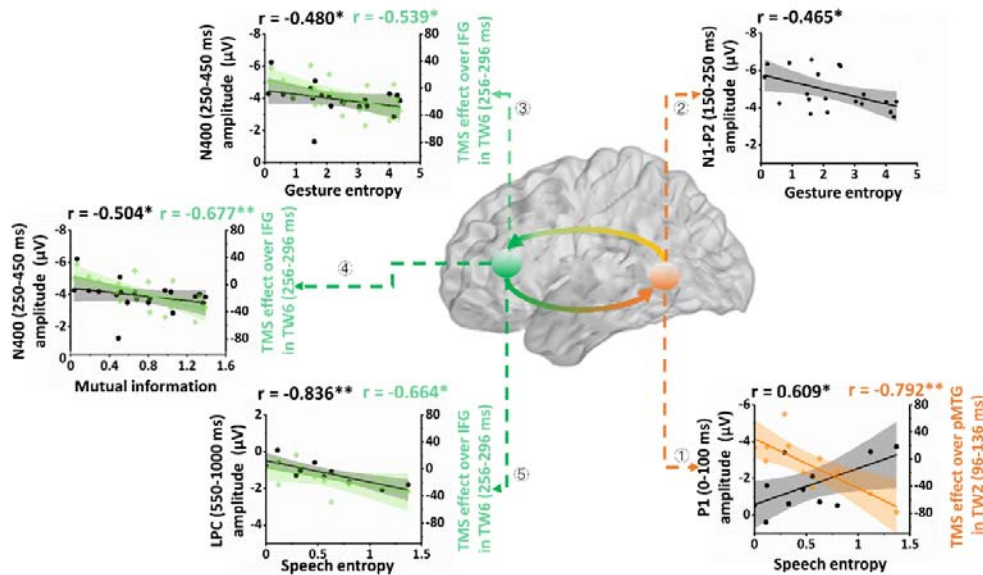 r = -0.480* r = -0.539*
N400 (250-450 ms)
amplitude (μV)
-8
-6
-4
-2
0
80
40
0
-40
-80
TMS effect over IFG
in TW6 (256-296 ms)
0 1 2 3 4 5
Gesture entropy
③
r = -0.465*
N1-P2 (150-250 ms)
amplitude (μV)
-8
-6
-4
-2
0
0 1 2 3 4 5
Gesture entropy
②
r = -0.504* r = -0.677**
N400 (250-450 ms)
amplitude (μV)
-8
-6
-4
-2
0
80
40
0
-40
-80
TMS effect over IFG
in TW6 (256-296 ms)
0 0.4 0.8 1.2 1.6
Mutual information
④
r = -0.836** r = -0.664*
LPC (550-1000 ms)
amplitude (μV)
2
0
2
4
80
40
0
-40
-80
TMS effect over IFG
in TW6 (256-296 ms)
0 0.5 1 1.5
Speech entropy
⑤
r = 0.609* r = -0.792**
P1 (0-100 ms)
amplitude (μV)
-6
-4
-2
0
80
40
0
-40
-80
TMS effect over pMTG
in TW2 (96-136 ms)
0 0.5 1 1.5
Speech entropy
①